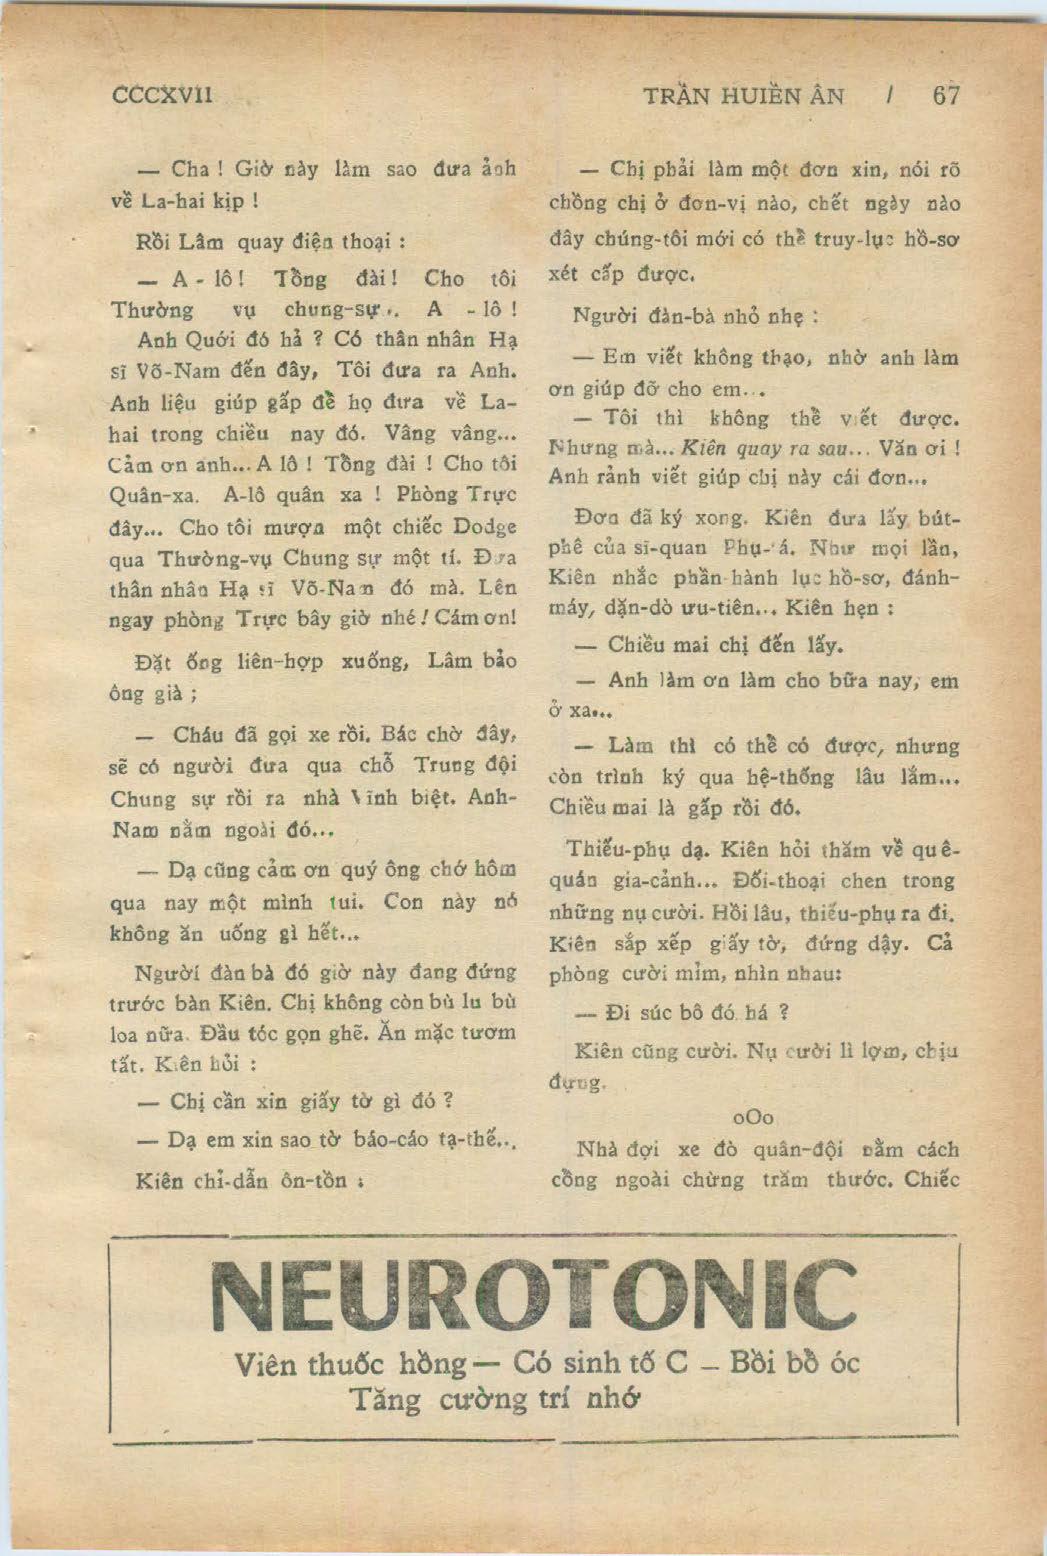 CCCXVII
TRẦN HUIỀN ÂN / 67
— Cha ! Giờ này làm sao đưa ảnh
về La-hai kịp !
Rồi Lâm quay điện thoại :
— A - lô ! Tổng đài ! Cho tôi
Thường vụ chung-sự.. A - lô !
Anh Quới đó hả ? Có thân nhân Hạ
sĩ Võ-Nam đến đây, Tôi đưa ra Anh.
Anh liệu giúp gấp để họ đưa về La-
hai trong chiều nay đó. Vâng vâng...
Cảm ơn anh... A lô ! Tổng đài ! Cho tôi
Quân-xa. A-lô quân xa ! Phòng Trực
đây... Cho tôi mượn một chiếc Dodge
qua Thường-vụ Chung sự một tí. Đưa
thân nhân Hạ sĩ Võ-Nam đó mà. Lên
ngay phòng Trực bây giờ nhé ! Cám ơn!
Đặt ống liên-hợp xuống, Lâm bảo
ông già ;
— Cháu đã gọi xe rồi. Bác chờ đây,
sẽ có người đưa qua chỗ Trung đội
Chung sự rồi ra nhà Vĩnh biệt. Anh-
Nam nằm ngoài đó...
— Dạ cũng cảm ơn quý ông chớ hôm
qua nay một mình tui. Con này nó
không ăn uống gì hết...
Người đàn bà đó giờ này đang đứng
trước bàn Kiên. Chị không còn bù lu bù
loa nữa. Đầu tóc gọn ghẽ. Ăn mặc tươm
tất. Kiên hỏi :
— Chị cần xin giấy tờ gì đó ?
— Dạ em xin sao tờ báo-cáo tạ-thế...
Kiên chỉ-dẫn ôn-tồn :
— Chị phải làm một đơn xin, nói rõ
chồng chị ở đơn-vị nào, chết ngày nào
đây chúng-tôi mới có thể truy-lục hồ-sơ
xét cấp được.
Người đàn-bà nhỏ nhẹ :
— Em viết không thạo, nhờ anh làm
ơn giúp đỡ cho em...
— Tôi thì không thể viết được.
Nhưng mà... Kiên quay ra sau... Văn ơi !
Anh rảnh viết giúp chị này cái đơn...
Đơn đã ký xong. Kiên đưa lấy bút-
phê của sĩ-quan Phụ-tá. Như mọi lần,
Kiên nhắc phần hành lục hồ-sơ, đánh-
máy, dặn-dò ưu-tiên... Kiên hẹn :
— Chiều mai chị đến lấy.
— Anh làm ơn làm cho bữa nay, em
ở xa...
— Làm thì có thể có được, nhưng
còn trình ký qua hệ-thống lâu lắm...
Chiều mai là gấp rồi đó.
Thiếu-phụ dạ. Kiên hỏi thăm về quê-
quán gia-cảnh... Đối-thoại chen trong
những nụ cười. Hồi lâu, thiếu-phụ ra đi.
Kiên sắp xếp giấy tờ, đứng dậy. Cả
phòng cười mỉm, nhìn nhau:
— Đi súc bô đó há ?
Kiên cũng cười. Nụ cười lì lợm, chịu
đựng.
oOo
Nhà đợi xe đò quân-đội nằm cách
cổng ngoài chừng trăm thước. Chiếc
NEUROTONIC
Viên thuốc hồng — Có sinh tố C — Bồi bổ óc
Tăng cường trí nhớ